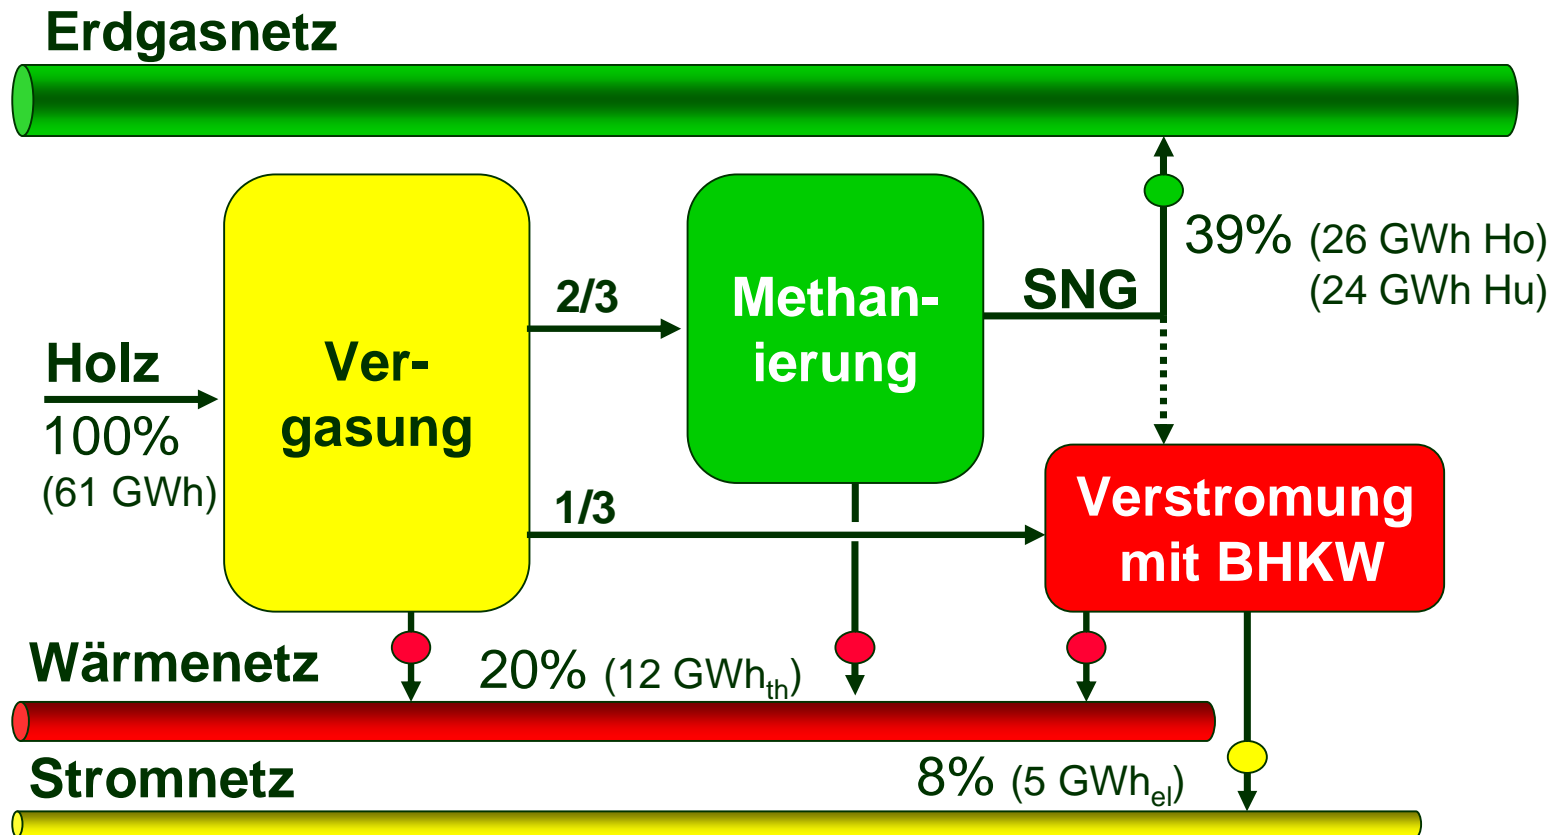 Erdgasnetz
39% (26 GWh Ho)
(24 GWh Hu)
SNG
2/3
Methan-
ierung
Holz
100%
(61 GWh)
Ver-
gasung
1/3
Verstromung
mit BHKW
Wärmenetz
20% (12 GWhth)
Stromnetz
8% (5 GWhel)